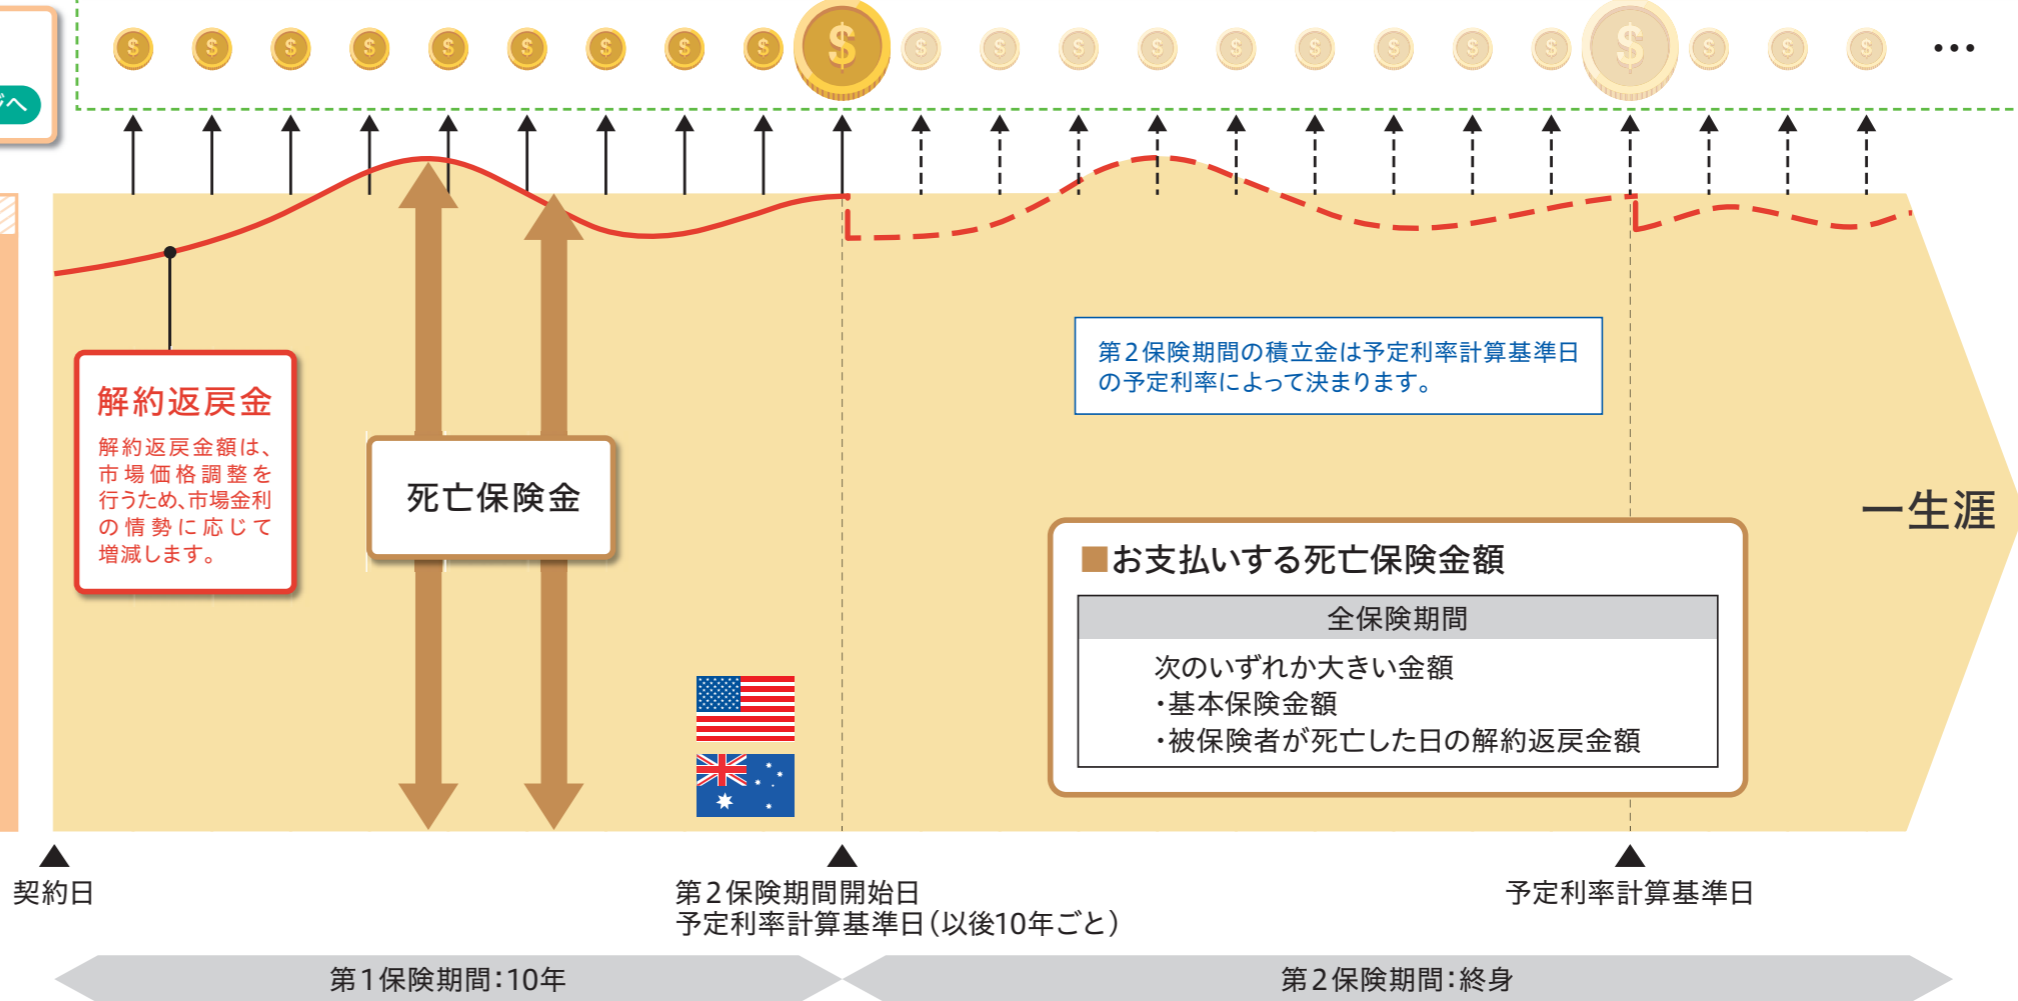 ジへ
$ $ $ $ $ $ $ $ $ $ $ $ $ $ $ $ $ $ $ $ $ $ $ …
解約返戻金
解約返戻金額は、
市場価格調整を
行うため、市場金利
の情勢に応じて
増減します。
死亡保険金
第2保険期間の積立金は予定利率計算基準日
の予定利率によって決まります。
一生涯
■お支払いする死亡保険金額
全保険期間
次のいずれか大きい金額
・基本保険金額
・被保険者が死亡した日の解約返戻金額
契約日
第2保険期間開始日
予定利率計算基準日(以後10年ごと)
予定利率計算基準日
第1保険期間:10年
第2保険期間:終身